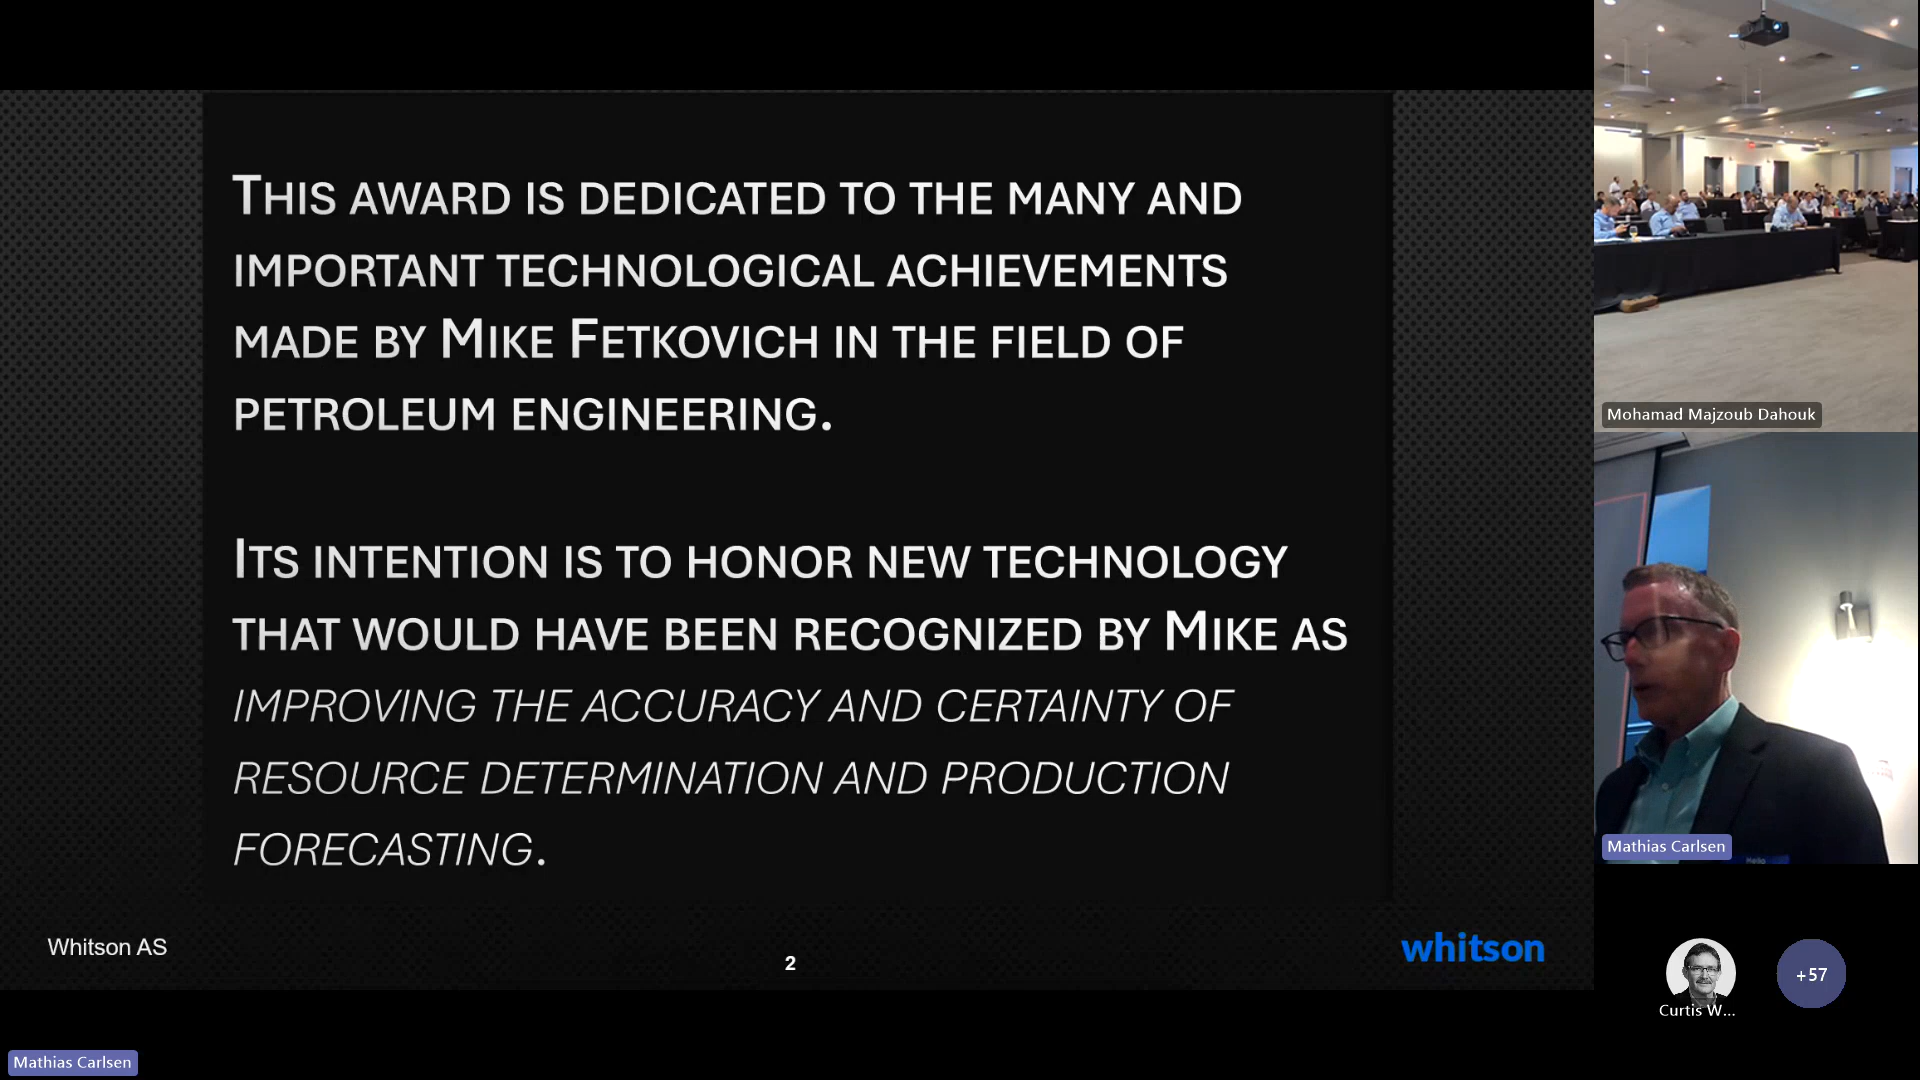 THIS AWARD IS DEDICATED TO THE MANY AND
IMPORTANT TECHNOLOGICAL ACHIEVEMENTS
MADE BY MIKE FETKOVICH IN THE FIELD OF
PETROLEUM ENGINEERING.
ITS INTENTION IS TO HONOR NEW TECHNOLOGY
THAT WOULD HAVE BEEN RECOGNIZED BY MIKE AS
IMPROVING THE ACCURACY AND CERTAINTY OF
RESOURCE DETERMINATION AND PRODUCTION
FORECASTING.
Whitson AS
2
whitson
Mohamad Majzoub Dahouk
Mathias Carlsen
Hello
Curtis W...
+57
Mathias Carlsen